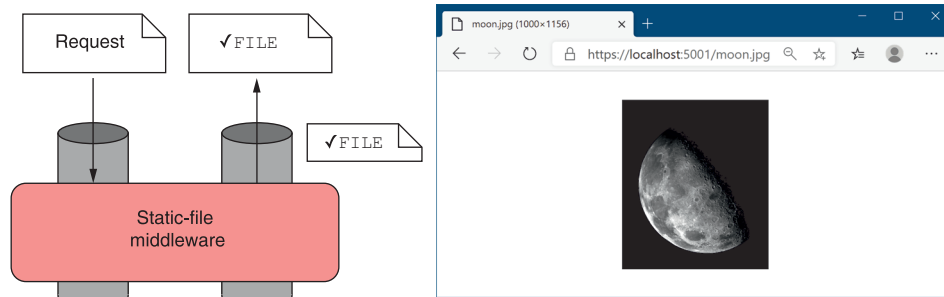 Request
✓FILE
✓FILE
Static-file
middleware
moon.jpg (1000×1156)
https://localhost:5001/moon.jpg